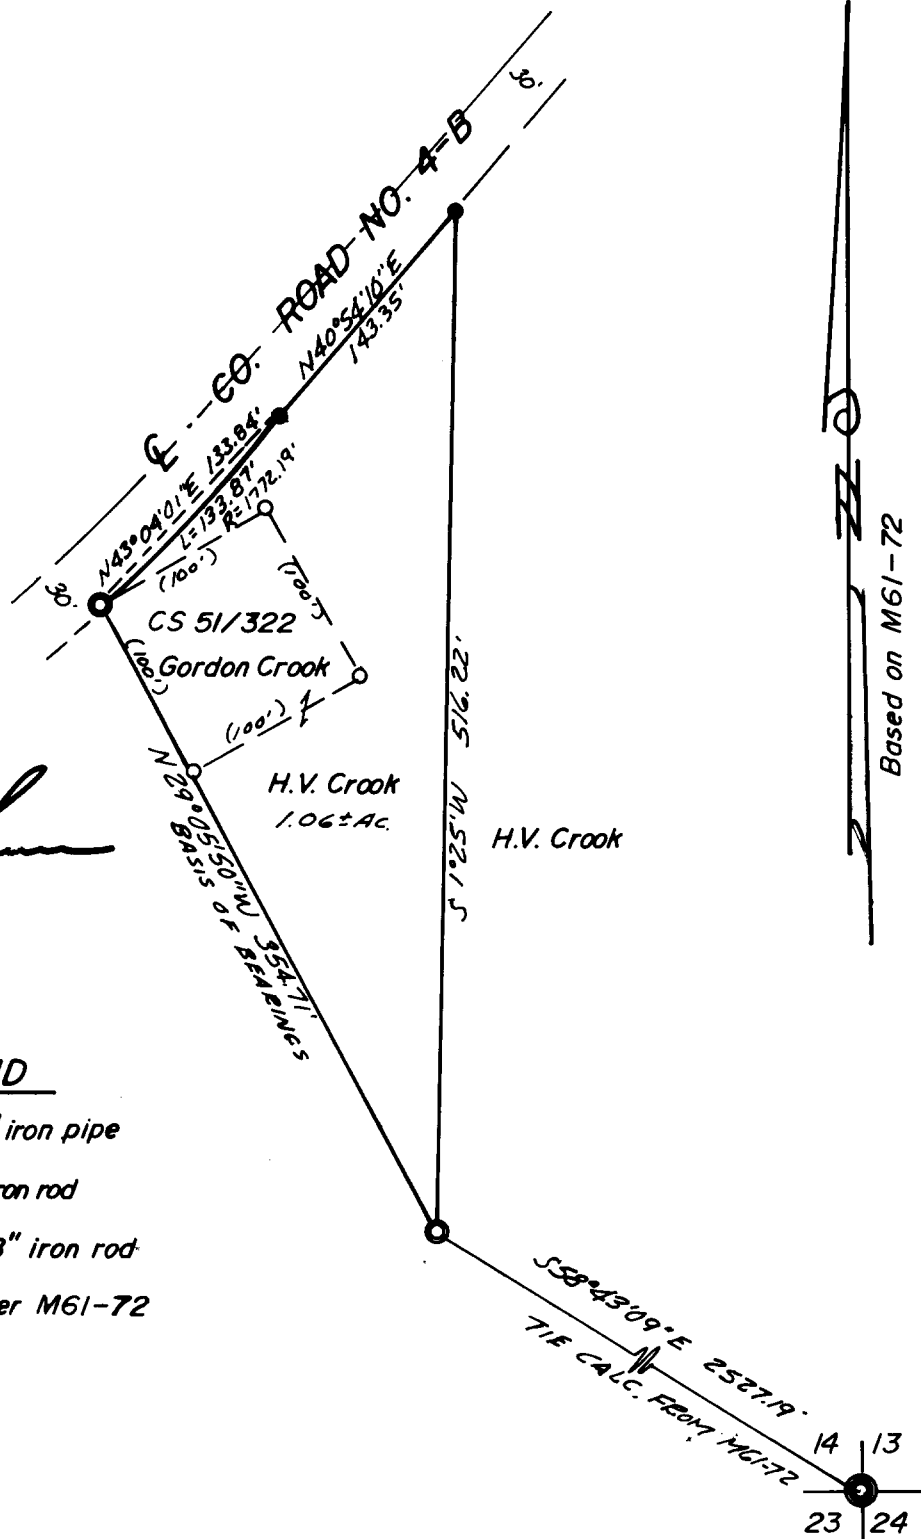 30'
℄ CO. ROAD NO. 4-B
N40°54'10"E
143.35'
N43°04'01"E 133.84'
L=133.87'
R=1772.19'
30'
(100')
(100')
CS 51/322
(100')
Gordon Crook
(100')
516.22'
S 1°25'W
H.V. Crook
1.06±Ac.
H.V. Crook
N29°05'50"W 354.71'
BASIS OF BEARINGS
N
Based on M61-72
ND
" iron pipe
ron rod
8" iron rod
er M61-72
S58°43'09"E 2527.19'
TIE CALC. FROM M61-72
14 13
23 24